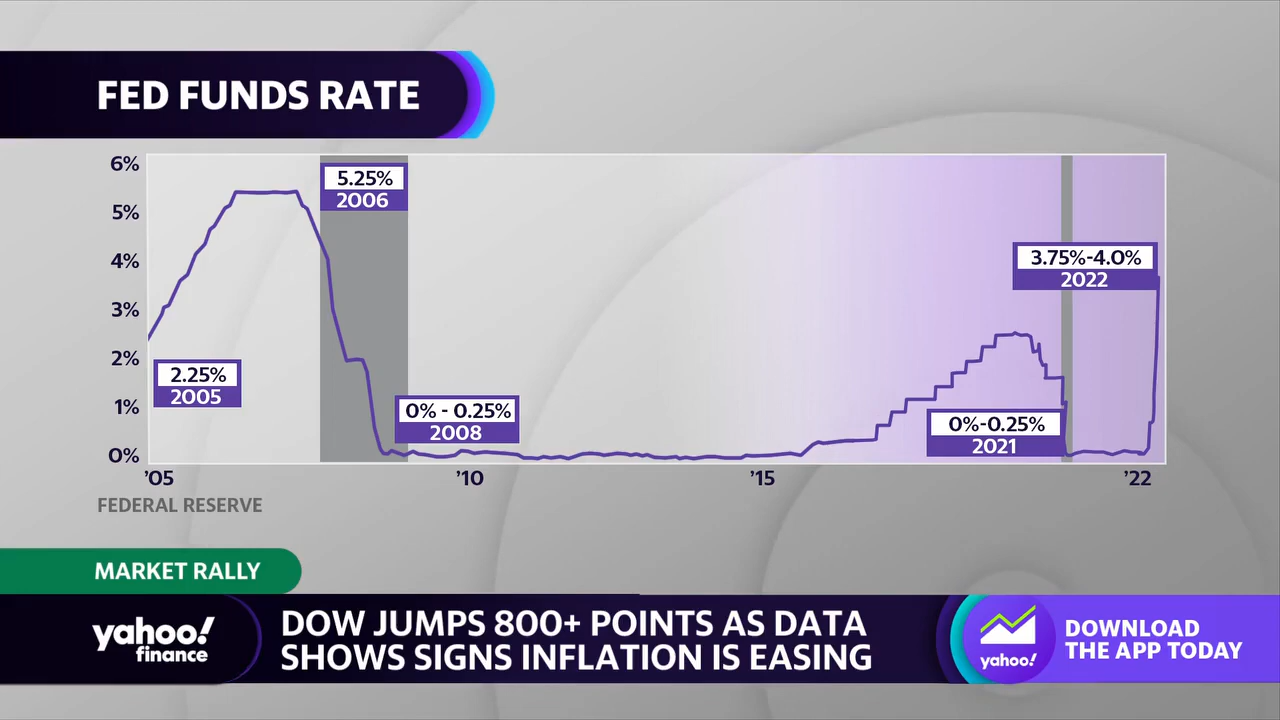 FED FUNDS RATE
6%
5%
4%
3%
2%
1%
0%
5.25%
2006
3.75%-4.0%
2022
2.25%
2005
0% - 0.25%
2008
0%-0.25%
2021
'05
'10
'15
'22
FEDERAL RESERVE
MARKET RALLY
yahoo!
finance
DOW JUMPS 800+ POINTS AS DATA
SHOWS SIGNS INFLATION IS EASING
yahoo!
DOWNLOAD
THE APP TODAY